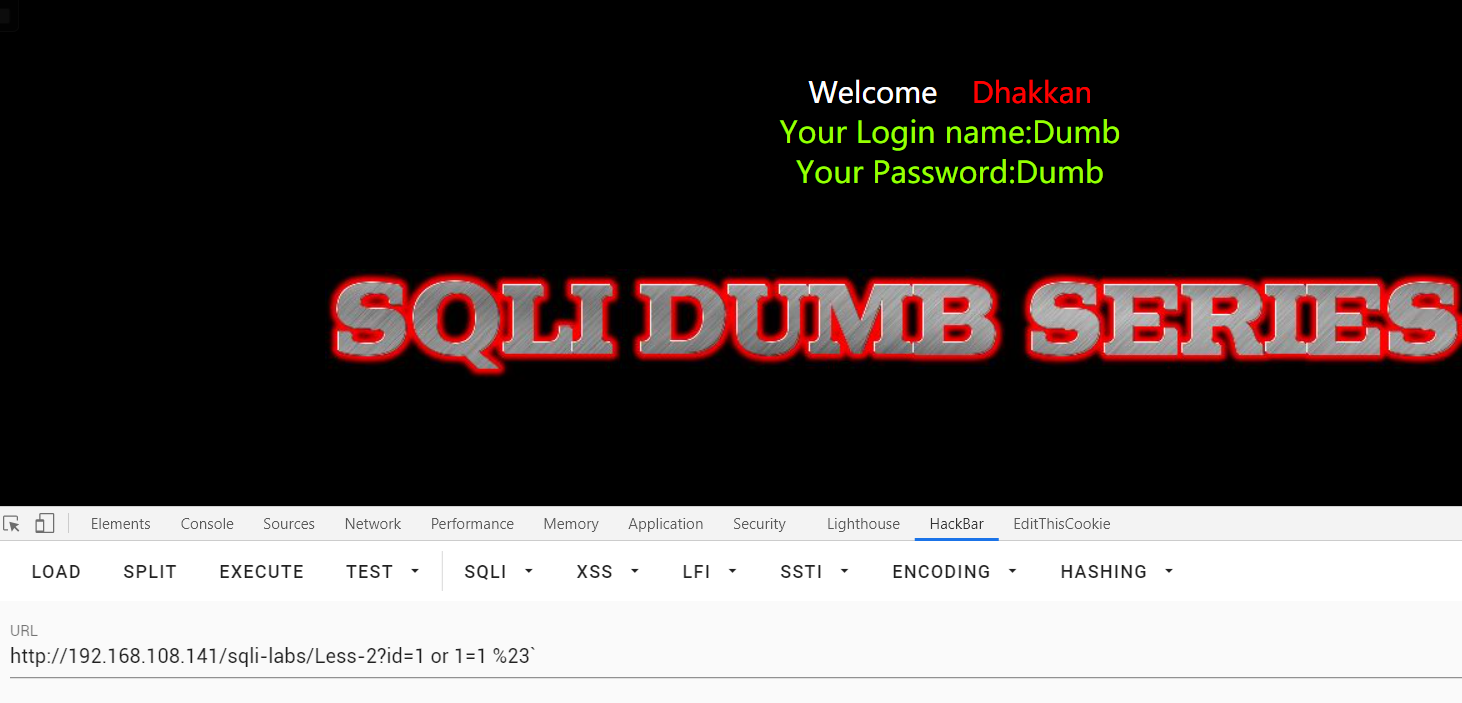 Welcome Dhakkan
Your Login name:Dumb
Your Password:Dumb
SQLI DUMB SERIES
Elements Console Sources Network Performance Memory Application Security Lighthouse HackBar EditThisCookie
LOAD SPLIT EXECUTE TEST SQLI XSS LFI SSTI ENCODING HASHING
URL
http://192.168.108.141/sqli-labs/Less-2?id=1 or 1=1 %23`